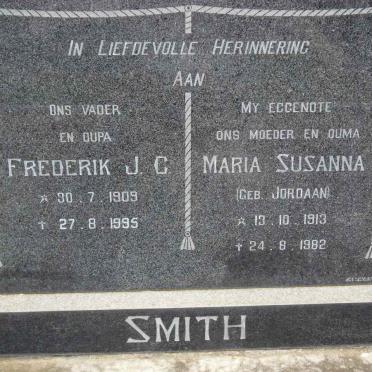 IN LIEFDEVOLLE HERINNERING
AAN
ONS VADER
EN OUPA
FREDERIK J. C.
☆ 30.7.1909
† 27.8.1995
MY EGGENOTE
ONS MOEDER EN OUMA
MARIA SUSANNA
(GEB. JORDAAN)
☆ 13.10.1913
† 24.8.1982
SMITH